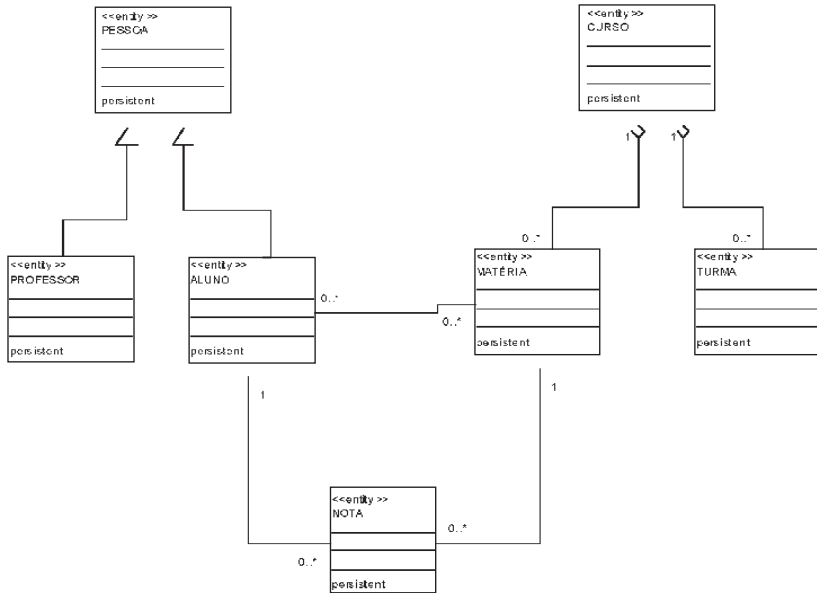 <<entity >>
PESSOA
persistent
<<entity >>
CURSO
persistent
1
1
0..*
0..*
<<entity >>
PROFESSOR
persistent
<<entity >>
ALUNO
persistent
0..*
0..*
<<entity >>
MATÉRIA
persistent
<<entity >>
TURMA
persistent
1
1
<<entity >>
NOTA
persistent
0..*
0..*